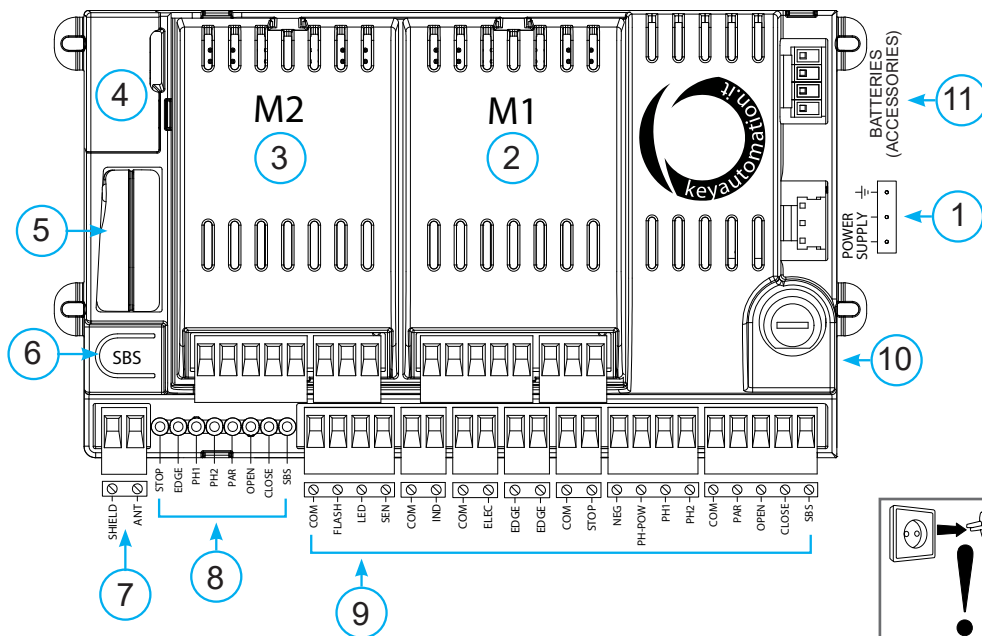 4
M2
3
M1
2
keyautomation.it
BATTERIES
(ACCESSORIES)
11
POWER
SUPPLY
1
5
6
SBS
10
STOP
EDGE
PH1
PH2
PAR
OPEN
CLOSE
SBS
SHIELD
ANT
COM
FLASH
LED
SEN
COM
IND
COM
ELEC
EDGE
EDGE
COM
STOP
NEG
PH-POW
PH1
PH2
COM
PAR
OPEN
CLOSE
SBS
7
8
9